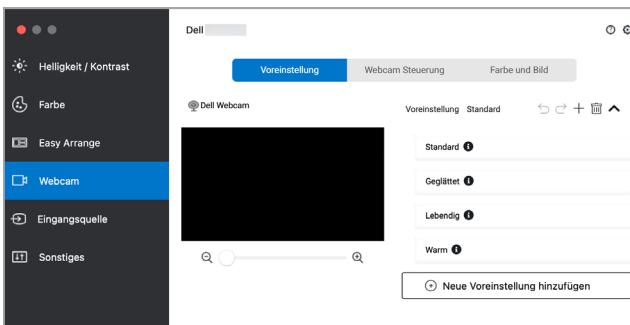 Dell
Helligkeit / Kontrast
Farbe
Easy Arrange
Webcam
Eingangsquelle
Sonstiges
Voreinstellung
Webcam Steuerung
Farbe und Bild
Dell Webcam
Voreinstellung Standard
Standard
Geglättet
Lebendig
Warm
Neue Voreinstellung hinzufügen